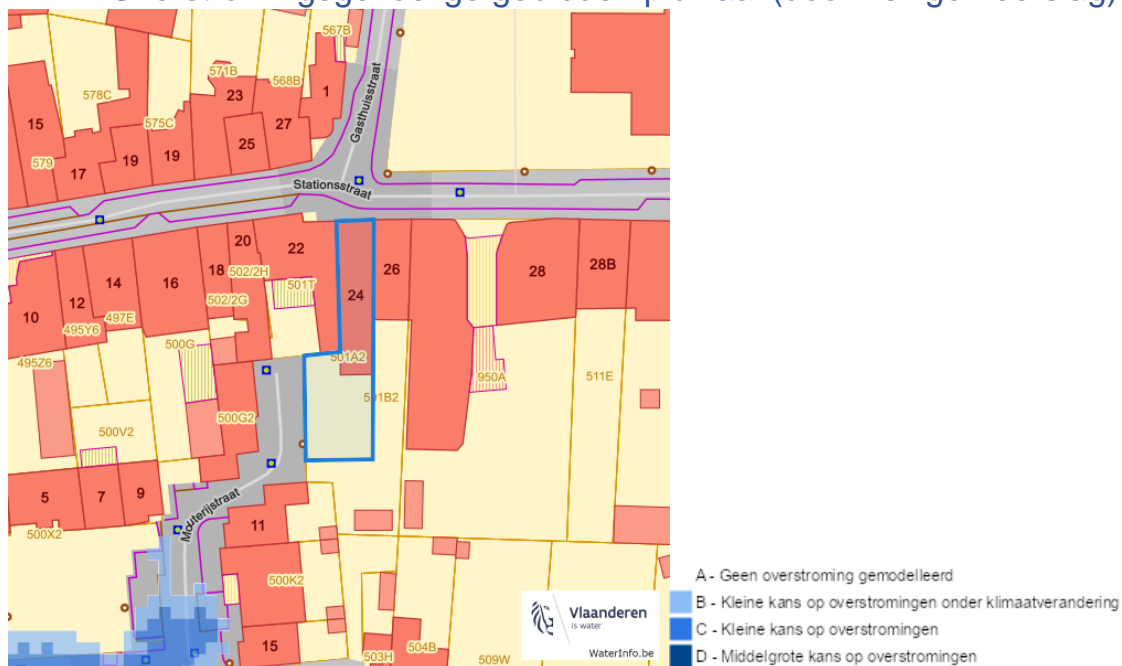 567B
571B
568B
578C
23
1
Gasthuisstraat
15
575C
27
19
19
25
579
17
Stationsstraat
20
22
18
502/2H
26
28
28B
14
16
501T
24
12
10
502/2G
497E
495Y6
500G
495Z6
501A2
950A
511E
501B2
500G2
500V2
5
7
9
Mouterijstraat
11
500X2
500K2
15
503H
504B
509W
Vlaanderen
is water
WaterInfo.be
A - Geen overstroming gemodelleerd
B - Kleine kans op overstromingen onder klimaatverandering
C - Kleine kans op overstromingen
D - Middelgrote kans op overstromingen